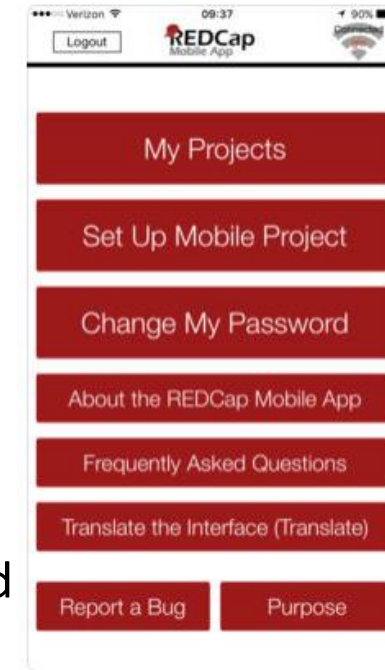 Verizon 09:37 90%
Logout REDCap Connected
Mobile App
My Projects
Set Up Mobile Project
Change My Password
About the REDCap Mobile App
Frequently Asked Questions
Translate the Interface (Translate)
d
Report a Bug Purpose